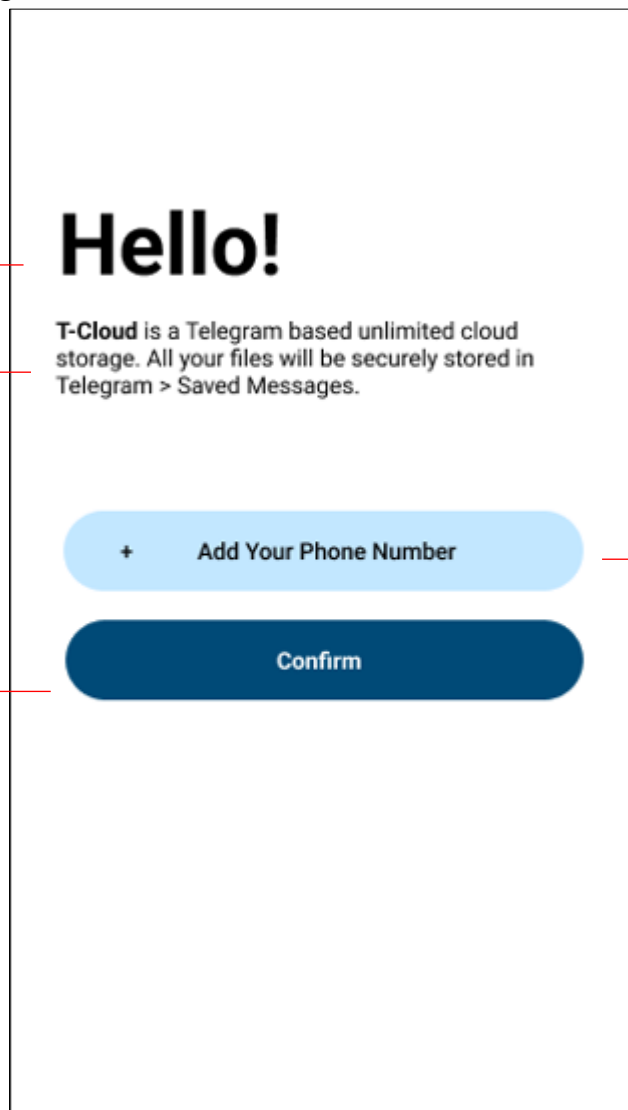 Hello!
T-Cloud is a Telegram based unlimited cloud
storage. All your files will be securely stored in
Telegram > Saved Messages.
+ Add Your Phone Number
Confirm